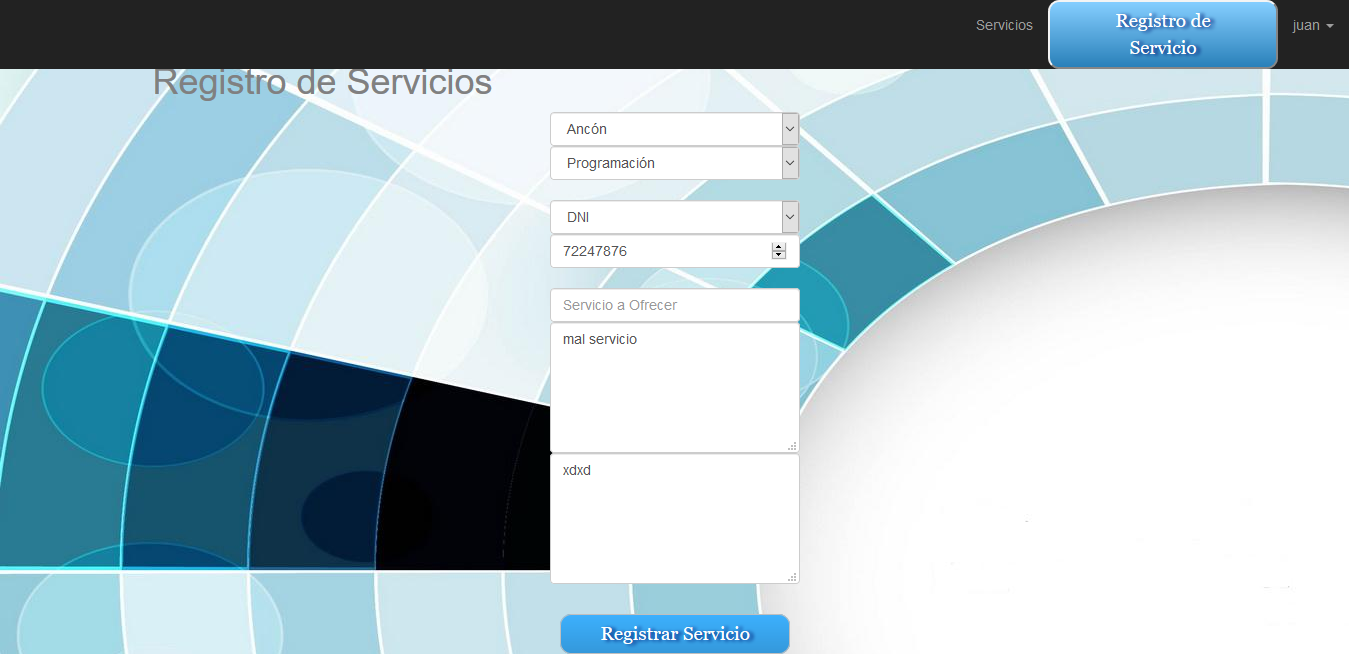 Servicios
Registro de
Servicio
juan
Registro de Servicios
Ancón
Programación
DNI
72247876
Servicio a Ofrecer
mal servicio
xdxd
Registrar Servicio